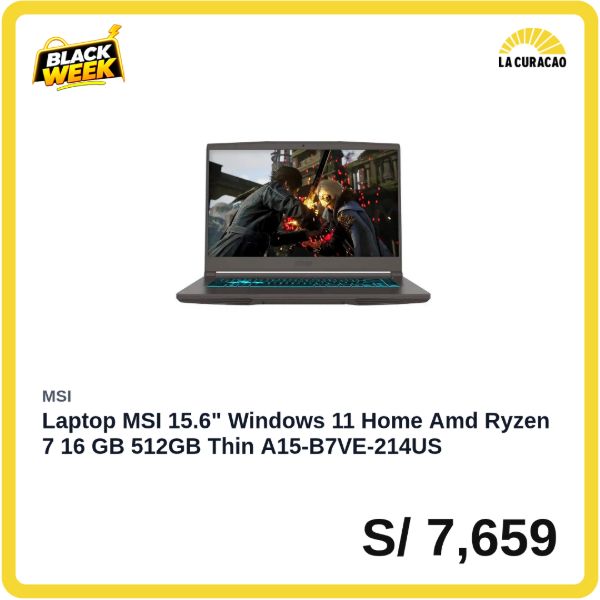 BLACK
WEEK
LA CURACAO
MSI
Laptop MSI 15.6" Windows 11 Home Amd Ryzen
7 16 GB 512GB Thin A15-B7VE-214US
S/ 7,659